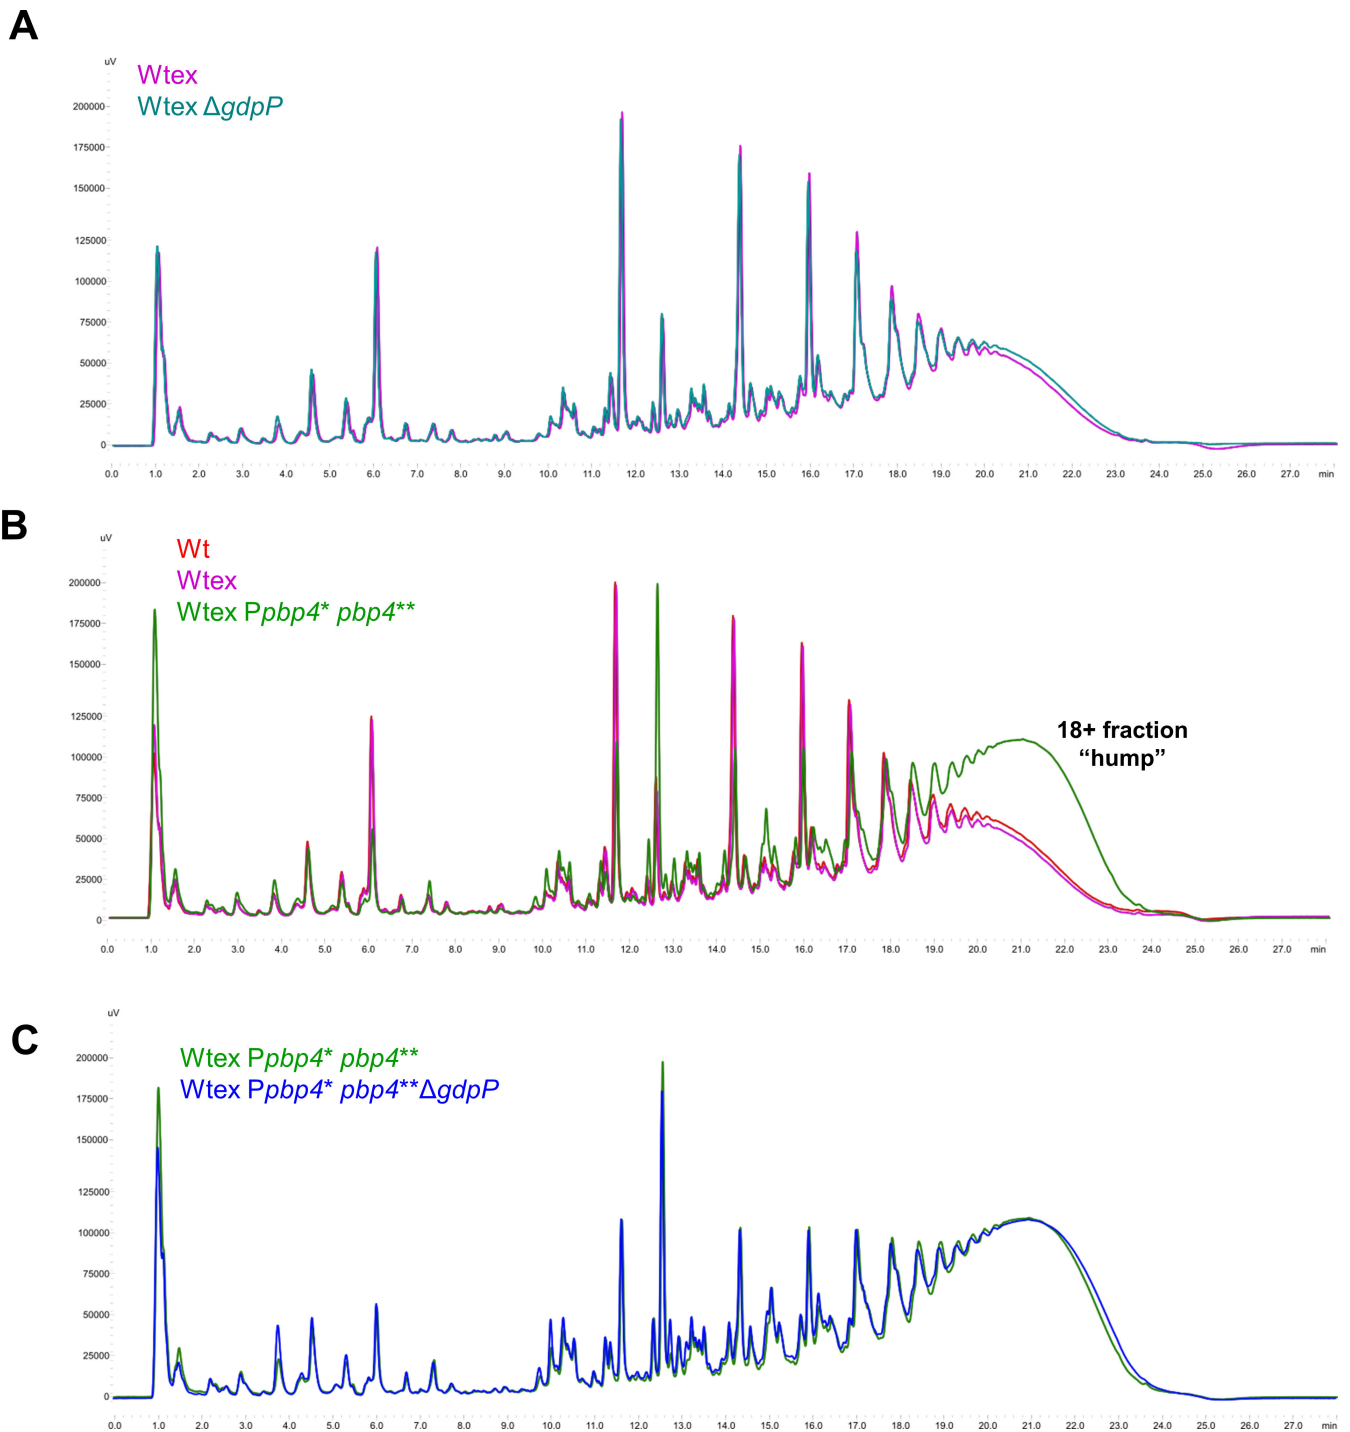 A
uV
Wtex
Wtex ΔgdpP
200000
175000
150000
125000
100000
75000
50000
25000
0
0.0 1.0 2.0 3.0 4.0 5.0 6.0 7.0 8.0 9.0 10.0 11.0 12.0 13.0 14.0 15.0 16.0 17.0 18.0 19.0 20.0 21.0 22.0 23.0 24.0 25.0 26.0 27.0 min
B
uV
Wt
Wtex
Wtex Ppbp4* pbp4**
200000
175000
150000
125000
100000
75000
50000
25000
0
18+ fraction
“hump”
0.0 1.0 2.0 3.0 4.0 5.0 6.0 7.0 8.0 9.0 10.0 11.0 12.0 13.0 14.0 15.0 16.0 17.0 18.0 19.0 20.0 21.0 22.0 23.0 24.0 25.0 26.0 27.0 min
C
uV
Wtex Ppbp4* pbp4**
Wtex Ppbp4* pbp4**ΔgdpP
200000
175000
150000
125000
100000
75000
50000
25000
0
0.0 1.0 2.0 3.0 4.0 5.0 6.0 7.0 8.0 9.0 10.0 11.0 12.0 13.0 14.0 15.0 16.0 17.0 18.0 19.0 20.0 21.0 22.0 23.0 24.0 25.0 26.0 27.0 min